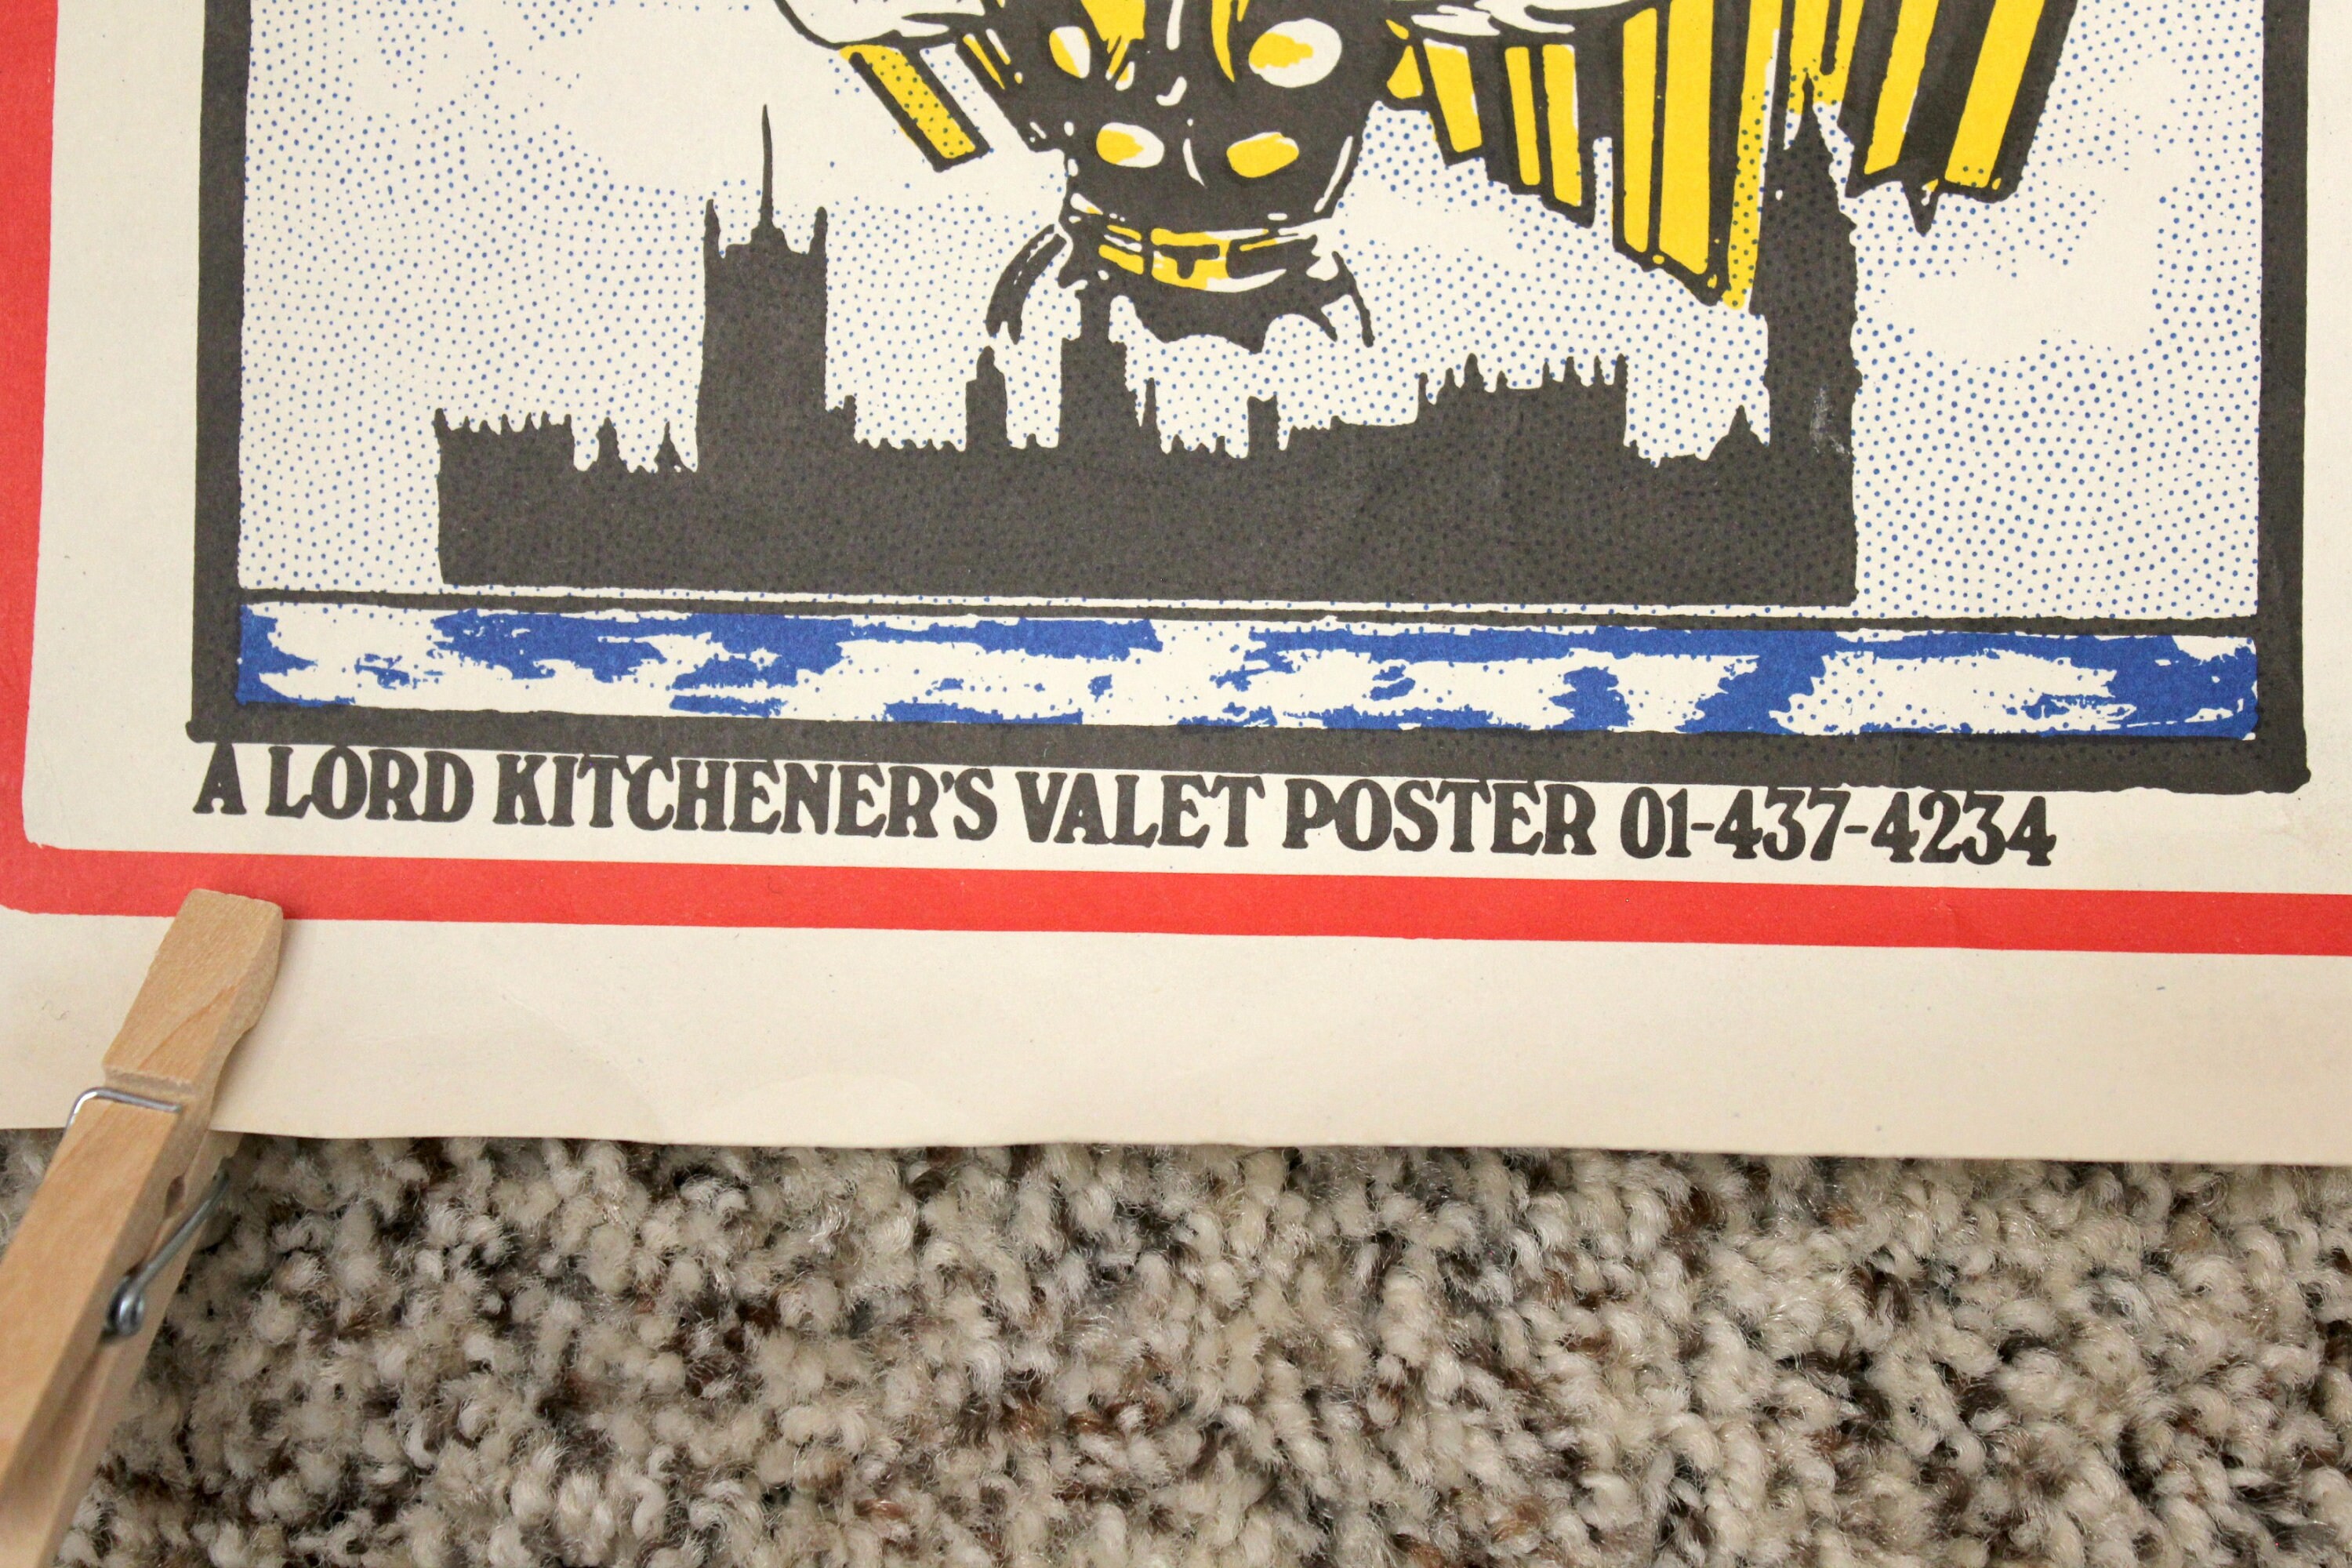 A LORD KITCHENER'S VALET POSTER 01-437-4234